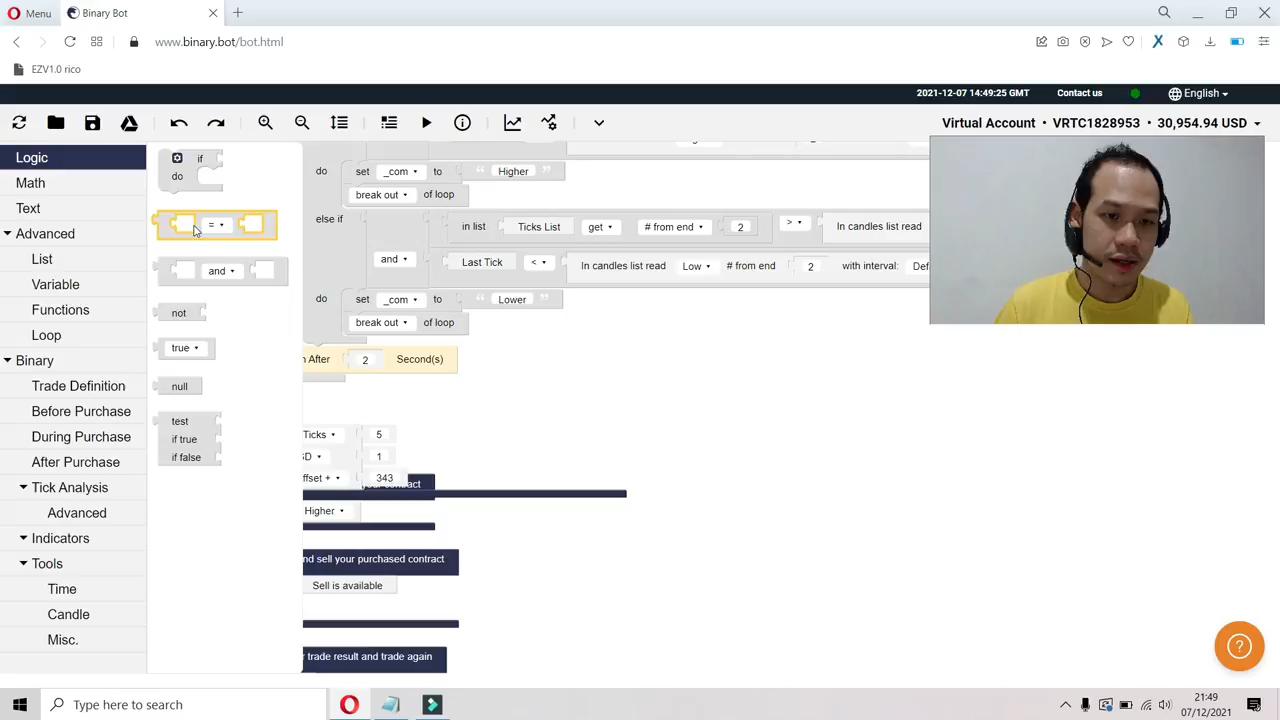 Menu
Binary Bot
www.binary.bot/bot.html
EZV1.0 rico
2021-12-07 14:49:25 GMT
Contact us
English
Virtual Account
VRTC1828953
30,954.94 USD
Logic
Math
Text
Advanced
List
Variable
Functions
Loop
Binary
Trade Definition
Before Purchase
During Purchase
After Purchase
Tick Analysis
Advanced
Indicators
Tools
Time
Candle
Misc.
if
do
=
and
not
true
null
test
if true
if false
do set _com to “ Higher ”
break out of loop
else if in list Ticks List get # from end 2 > In candles list read
and Last Tick < In candles list read Low # from end 2 with interval: Def
do set _com to “ Lower ”
break out of loop
After 2 Second(s)
Ticks 5
1
ffset + 343
Higher
nd sell your purchased contract
Sell is available
trade result and trade again
?
Type here to search
21:49
07/12/2021